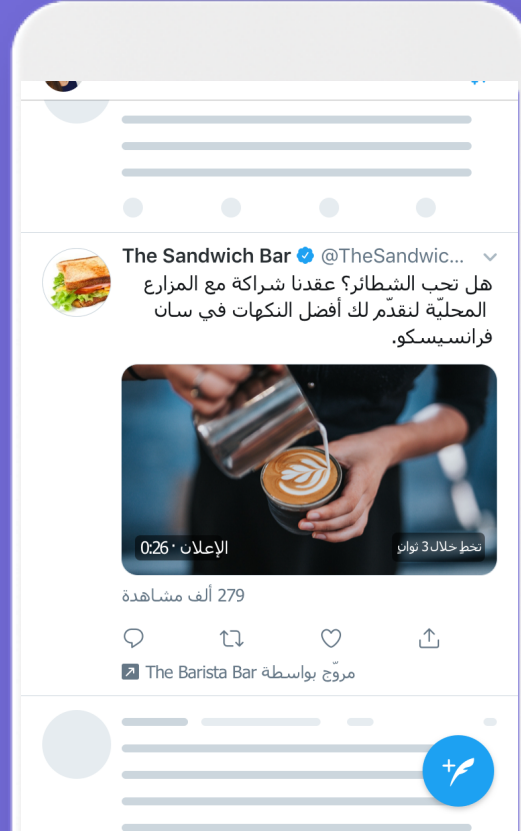 The Sandwich Bar @TheSandwic...
هل تحب الشطائر؟ عقدنا شراكة مع المزارع
المحليّة لنقدّم لك أفضل النكهات في سان
فرانسيسكو.
الإعلان · 0:26
تخطِ خلال 3 ثوانٍ
279 ألف مشاهدة
مروّج بواسطة The Barista Bar